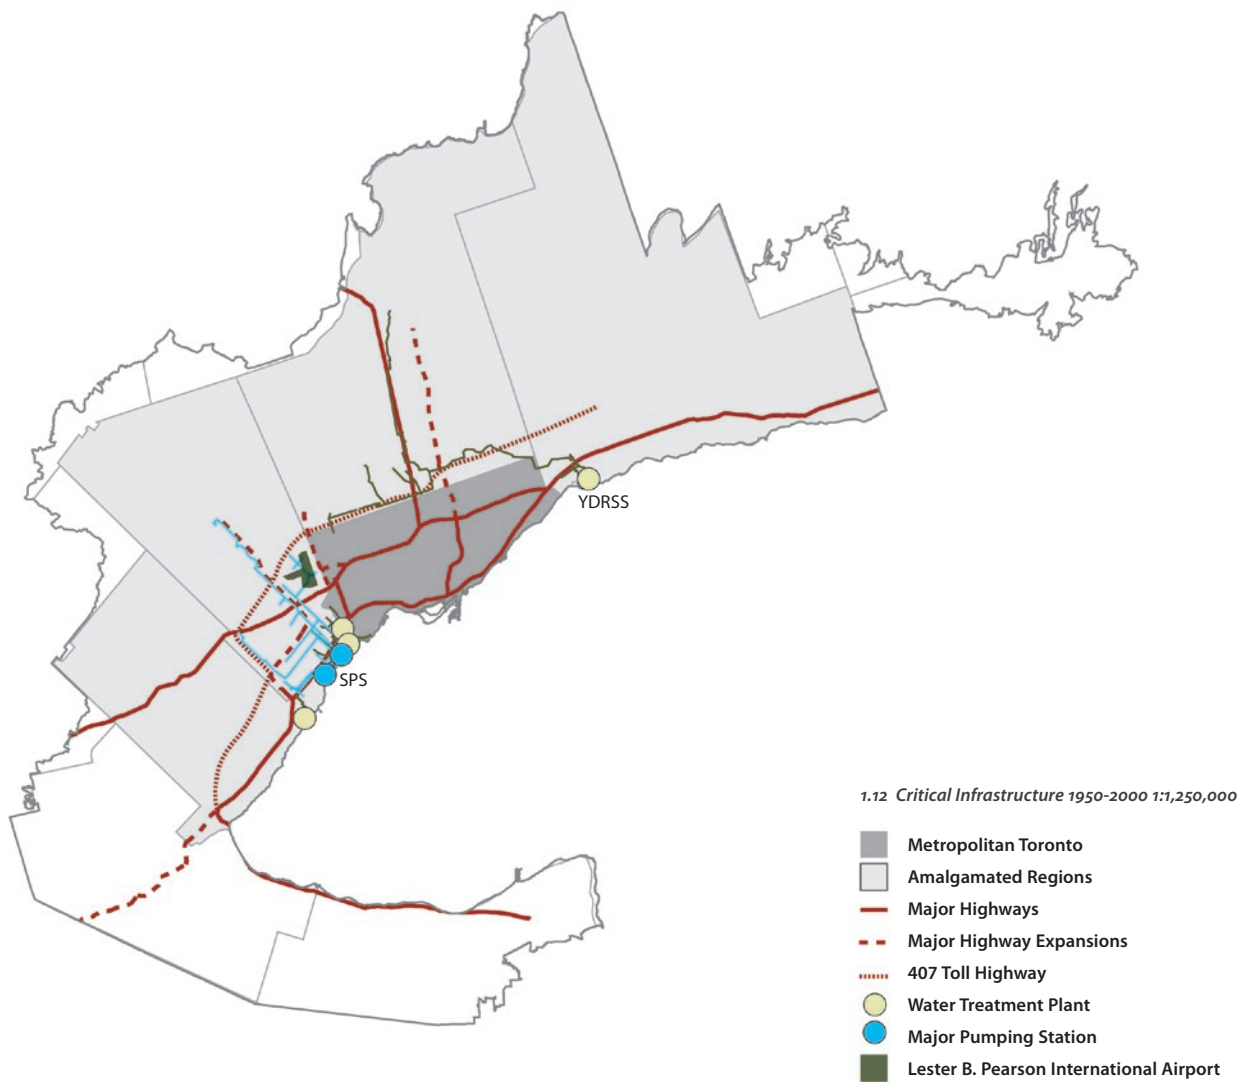 YDRSS
SPS
1.12 Critical Infrastructure 1950-2000 1:1,250,000
Metropolitan Toronto
Amalgamated Regions
Major Highways
Major Highway Expansions
407 Toll Highway
Water Treatment Plant
Major Pumping Station
Lester B. Pearson International Airport